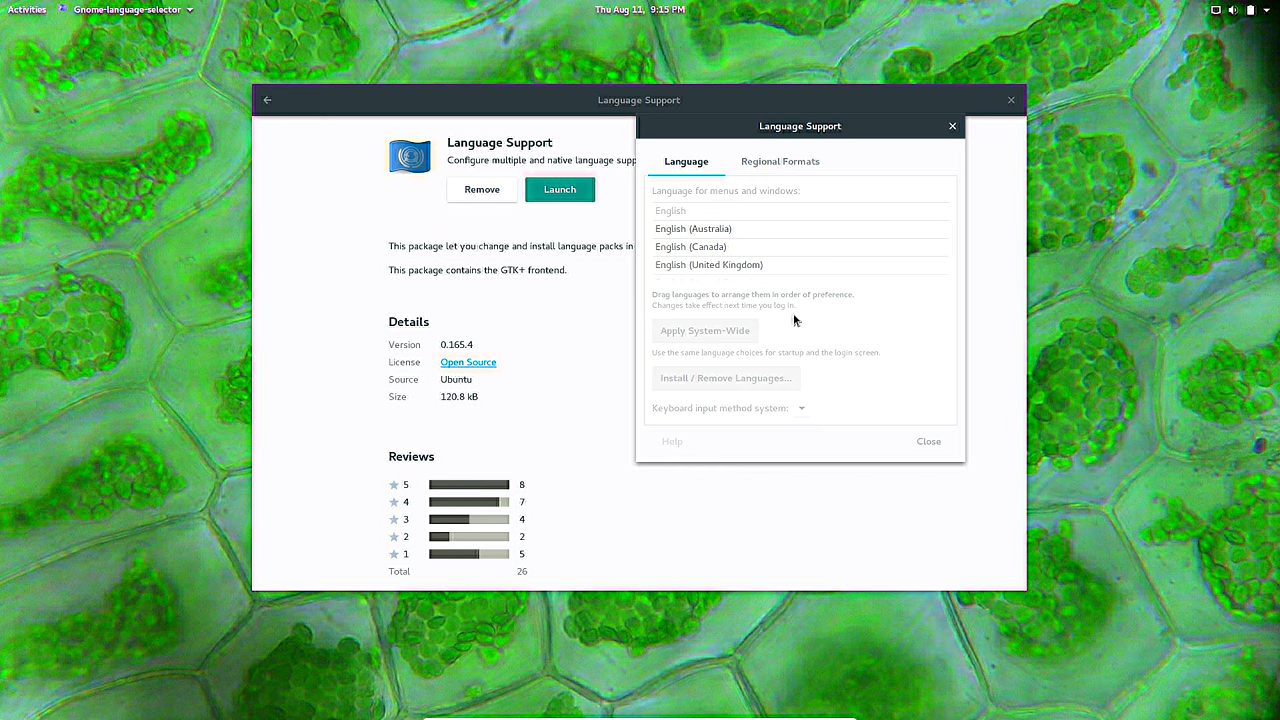 Activities
Gnome-language-selector
Thu Aug 11, 9:15 PM
Language Support
Language Support
Configure multiple and native language supp
Remove
Launch
This package let you change and install language packs in
This package contains the GTK+ frontend.
Details
Version 0.165.4
License Open Source
Source Ubuntu
Size 120.8 kB
Reviews
5 8
4 7
3 4
2 2
1 5
Total 26
Language Support
Language
Regional Formats
Language for menus and windows:
English
English (Australia)
English (Canada)
English (United Kingdom)
Drag languages to arrange them in order of preference.
Changes take effect next time you log in.
Apply System-Wide
Use the same language choices for startup and the login screen.
Install / Remove Languages...
Keyboard input method system:
Help
Close